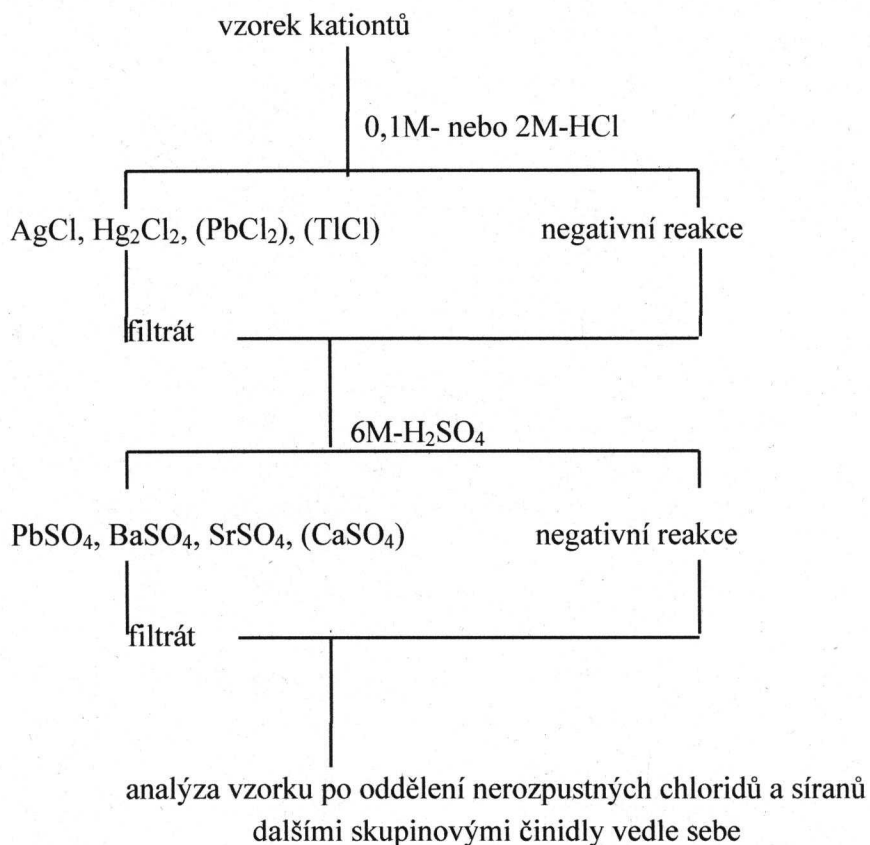 vzorek kationtů
0,1M- nebo 2M-HCl
AgCl, Hg₂Cl₂, (PbCl₂), (TlCl)
negativní reakce
filtrát
6M-H₂SO₄
PbSO₄, BaSO₄, SrSO₄, (CaSO₄)
negativní reakce
filtrát
analýza vzorku po oddělení nerozpustných chloridů a síranů
dalšími skupinovými činidly vedle sebe